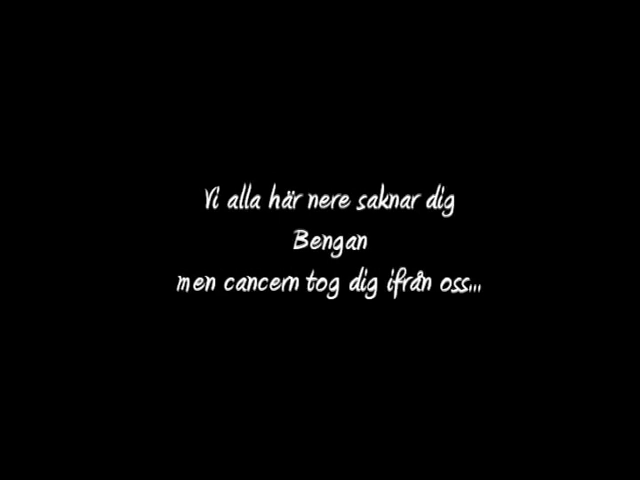 Vi alla här nere saknar dig
Bengan
men cancern tog dig ifrån oss...